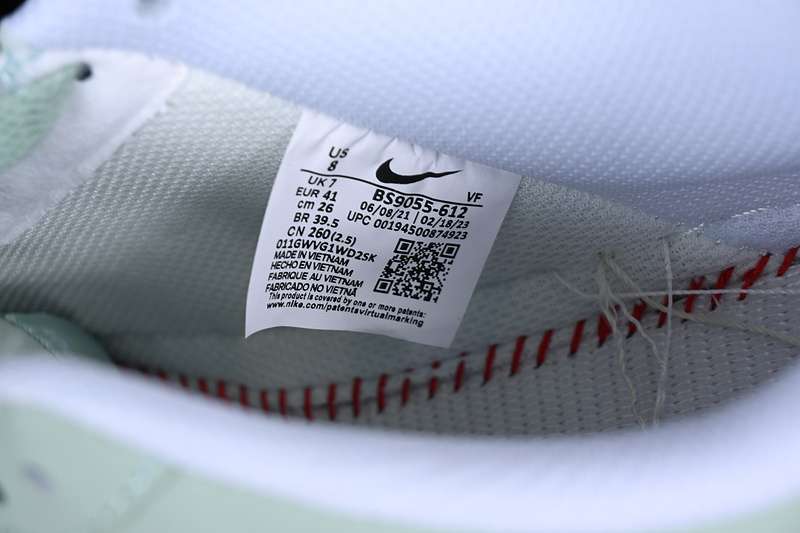 US
8
UK 7
EUR 41
cm 26
BR 39.5
CN 260(2.5)
VF
BS9055-612
06/08/21 | 02/18/23
UPC 00194500874923
011GWVG1WD25K
MADE IN VIETNAM
HECHO EN VIETNAM
FABRIQUE AU VIETNAM
FABRICADO NO VIETNÃ
This product is covered by one or more patents:
www.nike.com/patentsvirtualmarking